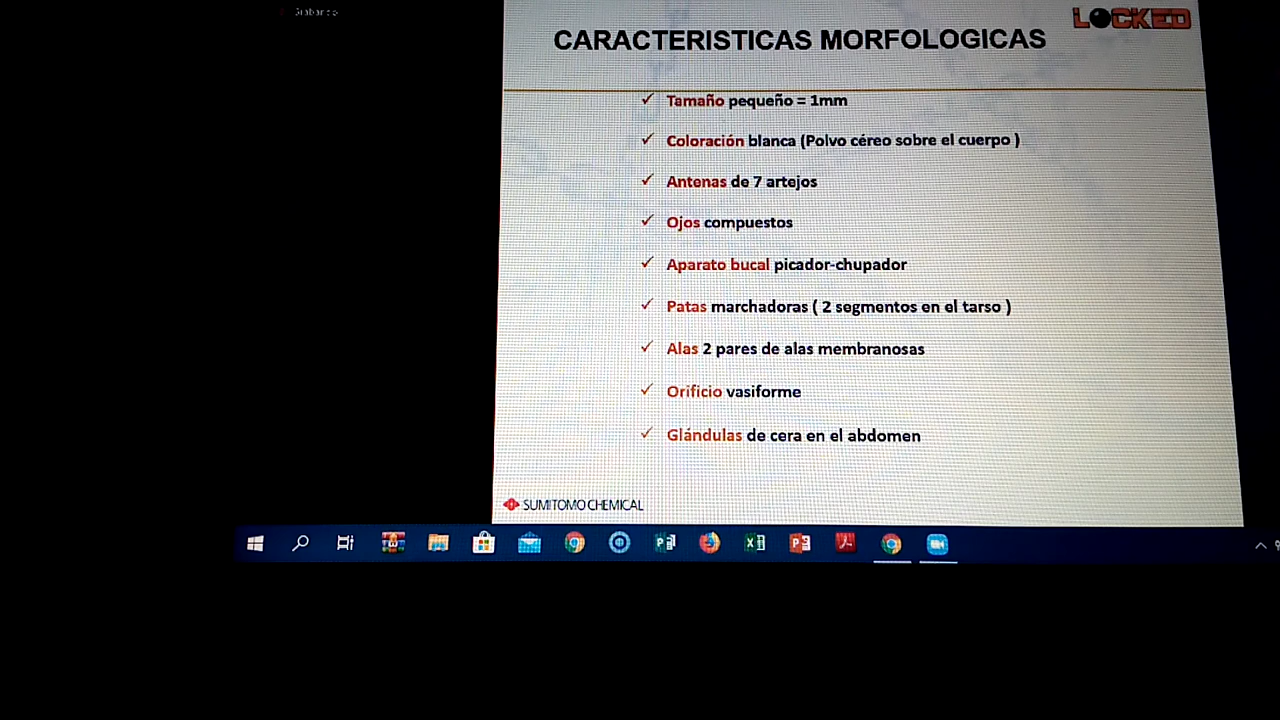 LOCKED
CARACTERISTICAS MORFOLOGICAS
Tamaño pequeño = 1mm
Coloración blanca (Polvo céreo sobre el cuerpo )
Antenas de 7 artejos
Ojos compuestos
Aparato bucal picador-chupador
Patas marchadoras ( 2 segmentos en el tarso )
Alas 2 pares de alas membranosas
Orificio vasiforme
Glándulas de cera en el abdomen
SUMITOMO CHEMICAL